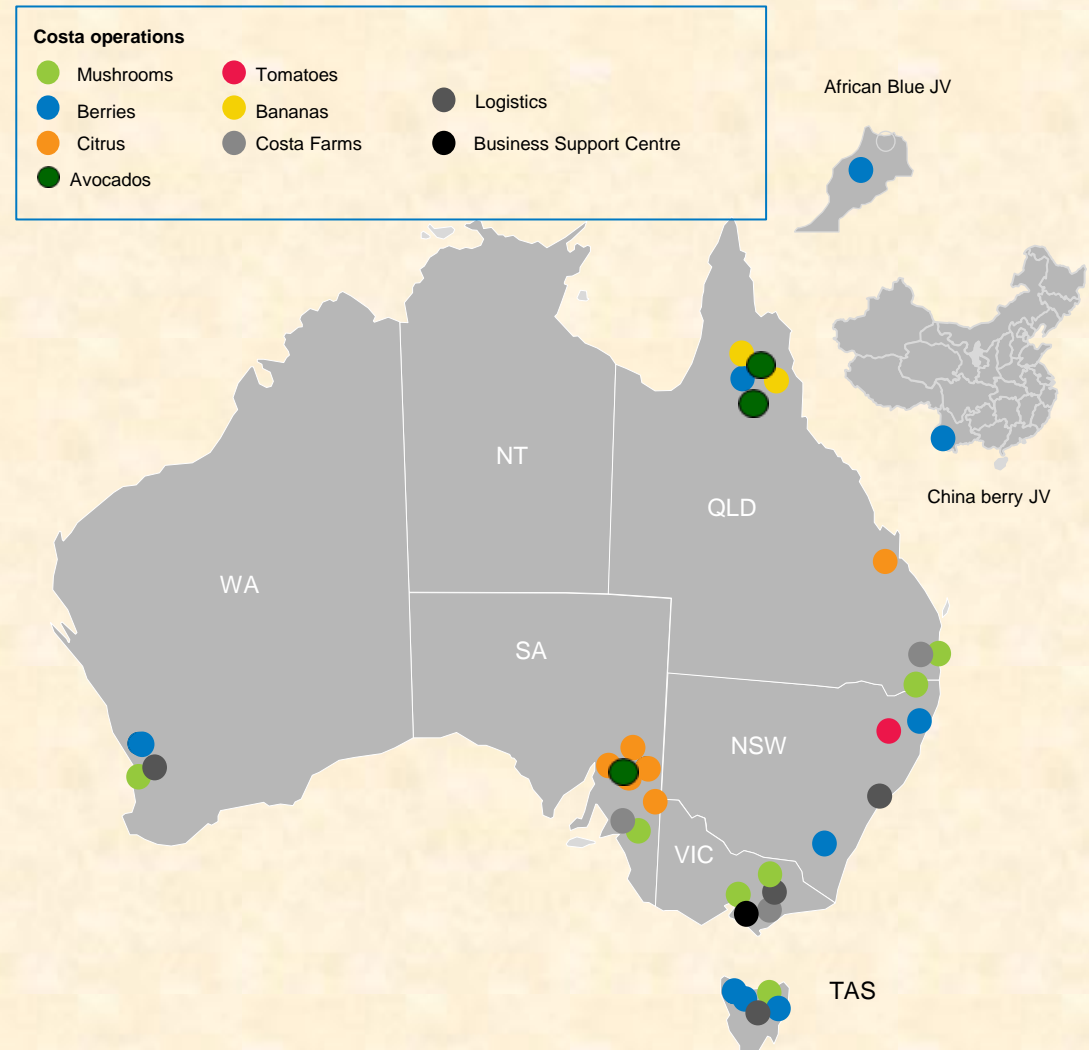 Costa operations
Mushrooms
Tomatoes
Berries
Bananas
Logistics
Citrus
Costa Farms
Business Support Centre
Avocados
African Blue JV
China berry JV
NT
QLD
WA
SA
NSW
VIC
TAS